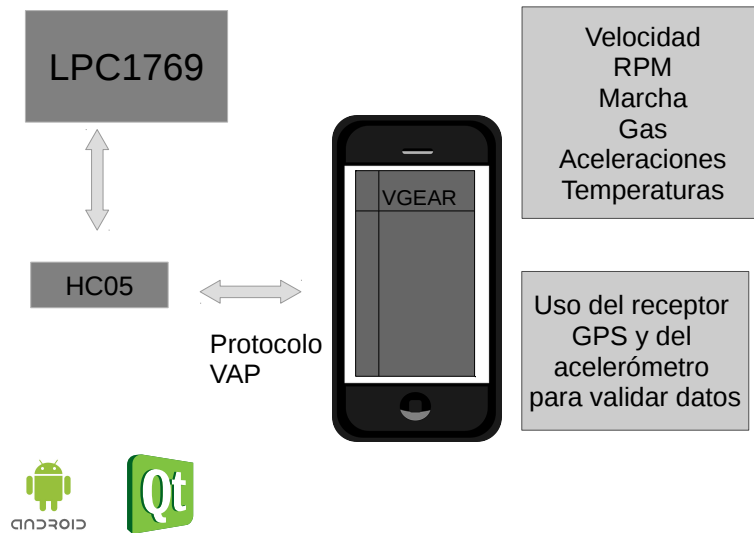 LPC1769
HC05
Protocolo
VAP
VGEAR
Velocidad
RPM
Marcha
Gas
Aceleraciones
Temperaturas
Uso del receptor
GPS y del
acelerómetro
para validar datos
ANDROID
Qt